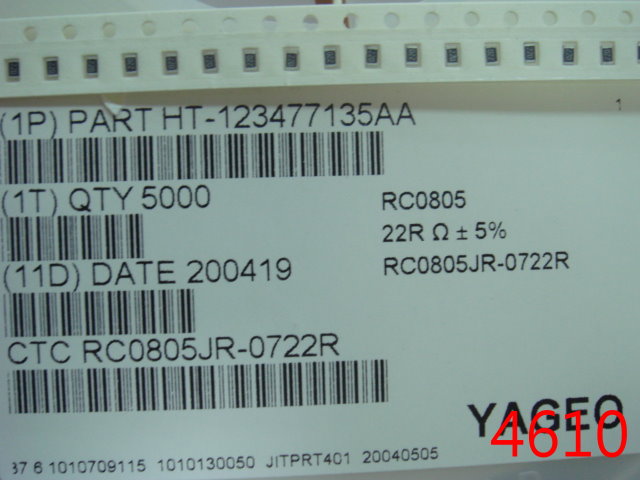 1
(1P) PART HT-123477135AA
(1T) QTY 5000
RC0805
22R Ω ± 5%
(11D) DATE 200419
RC0805JR-0722R
CTC RC0805JR-0722R
YAGEO
4610
37 6 1010709115 1010130050 JITPRT401 20040505